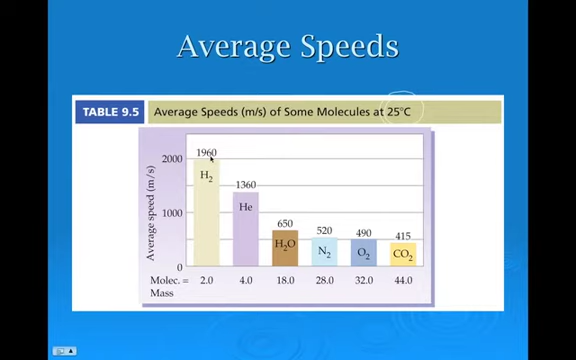 Average Speeds
TABLE 9.5 Average Speeds (m/s) of Some Molecules at 25°C
Average speed (m/s)
2000
1000
0
1960
H₂
1360
He
650
H₂O
520
N₂
490
O₂
415
CO₂
Molec. = 2.0 4.0 18.0 28.0 32.0 44.0
Mass